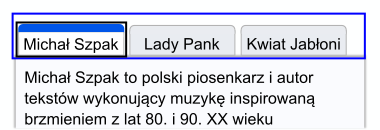 Michał Szpak
Lady Pank
Kwiat Jabłoni
Michał Szpak to polski piosenkarz i autor
tekstów wykonujący muzykę inspirowaną
brzmieniem z lat 80. i 90. XX wieku